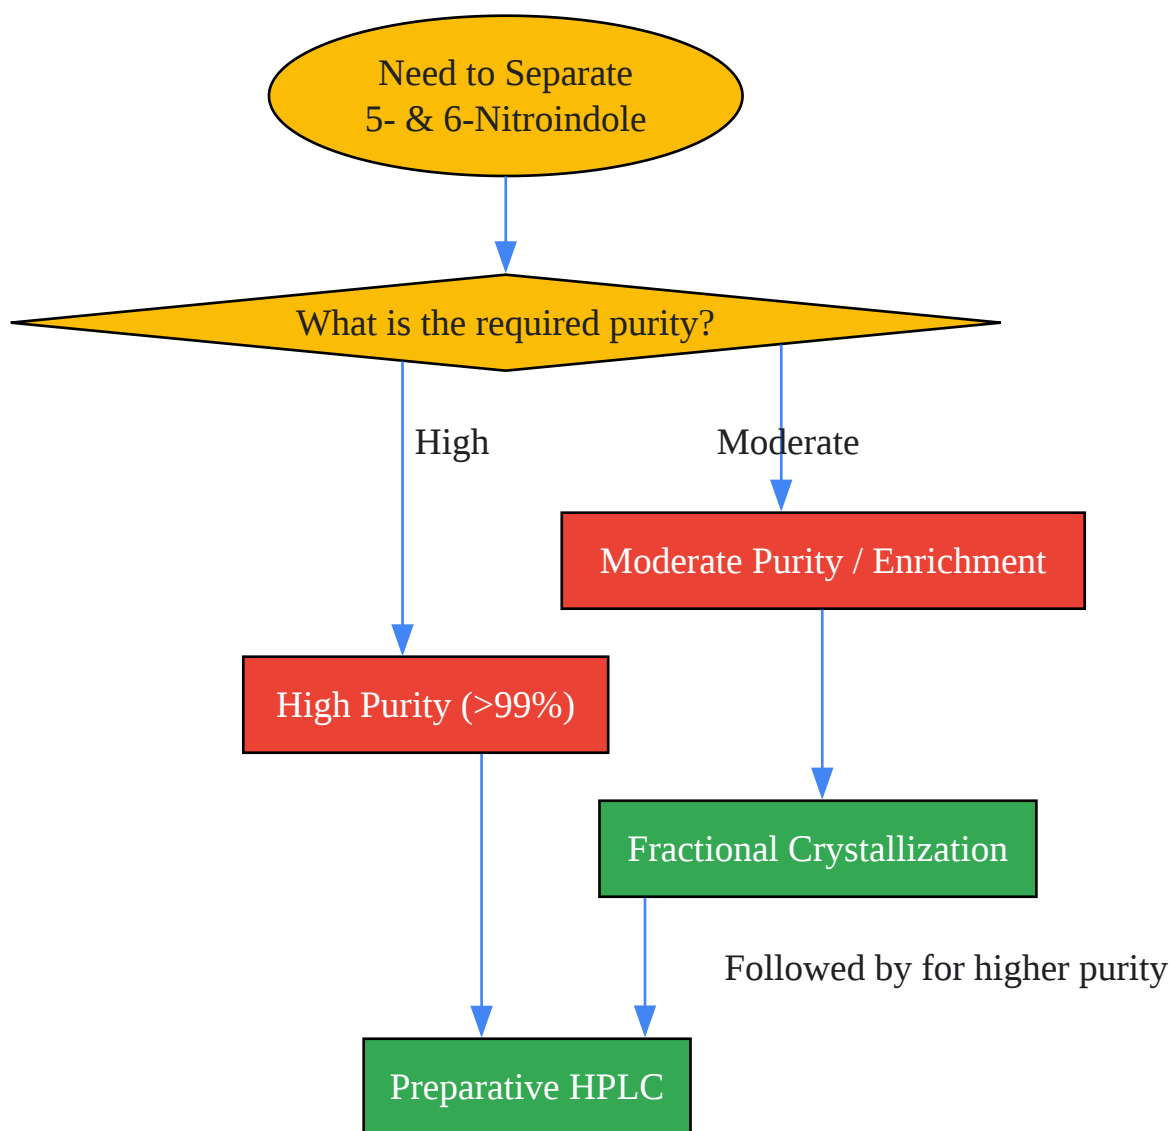 Need to Separate
5- & 6-Nitroindole
What is the required purity?
High
Moderate
Moderate Purity / Enrichment
High Purity (>99%)
Fractional Crystallization
Followed by for higher purity
Preparative HPLC